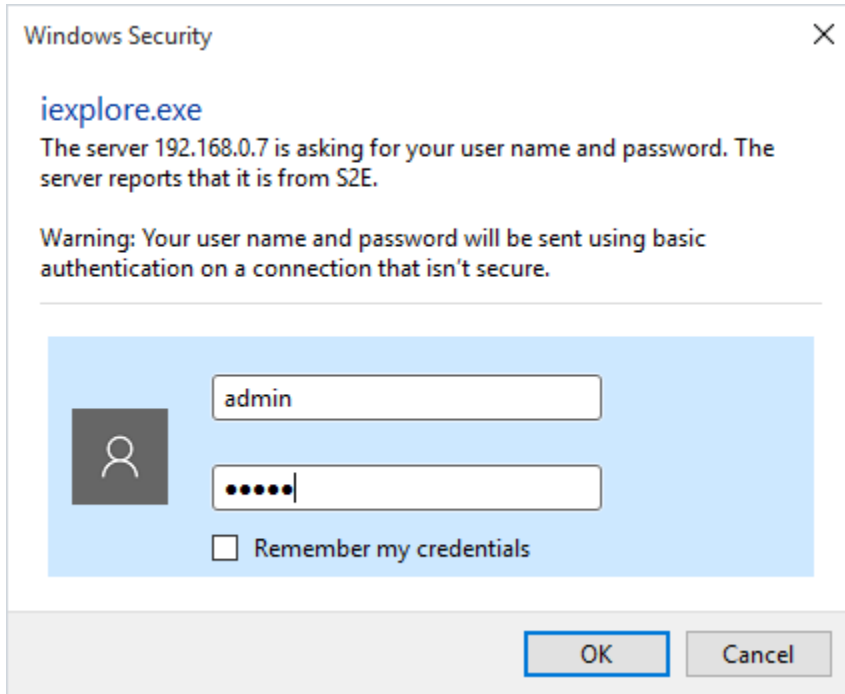 Windows Security
iexplore.exe
The server 192.168.0.7 is asking for your user name and password. The
server reports that it is from S2E.
Warning: Your user name and password will be sent using basic
authentication on a connection that isn't secure.
admin
•••••
Remember my credentials
OK
Cancel